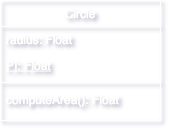 Circle
radius: Float
PI: Float
computeArea(): Float